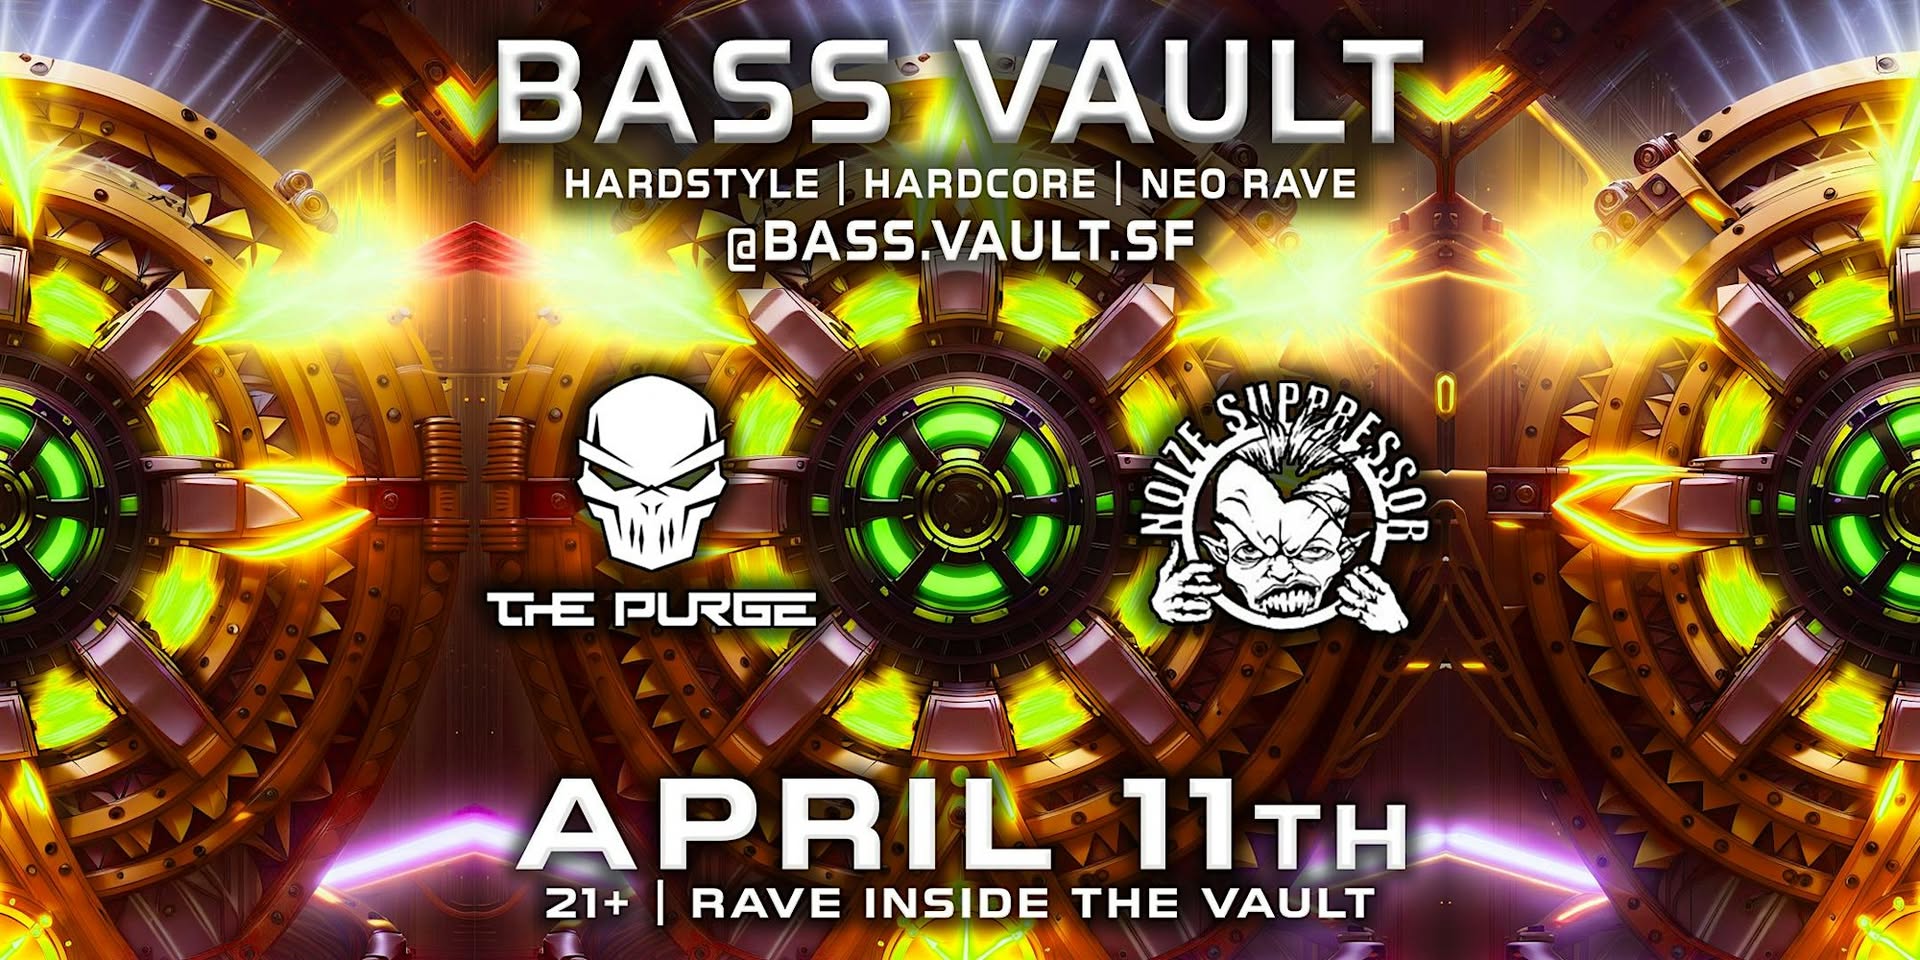 BASS VAULT
HARDSTYLE | HARDCORE | NEO RAVE
@BASS.VAULT.SF
NOIZE SUPPRESSOR
THE PURGE
APRIL 11TH
21+ | RAVE INSIDE THE VAULT